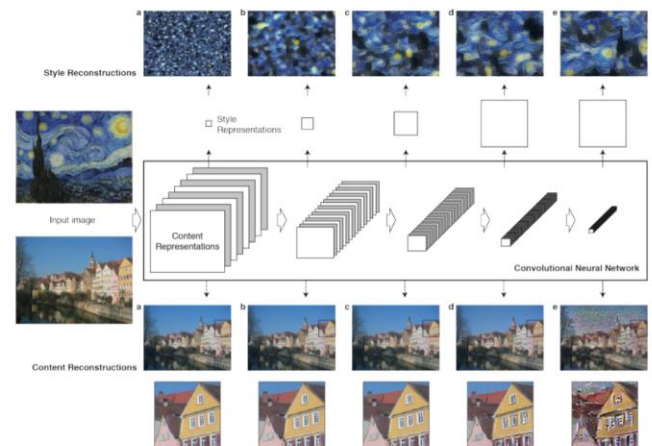 a b c d e
Style Reconstructions
Style
Representations
Input image
Content
Representations
Convolutional Neural Network
a b c d e
Content Reconstructions